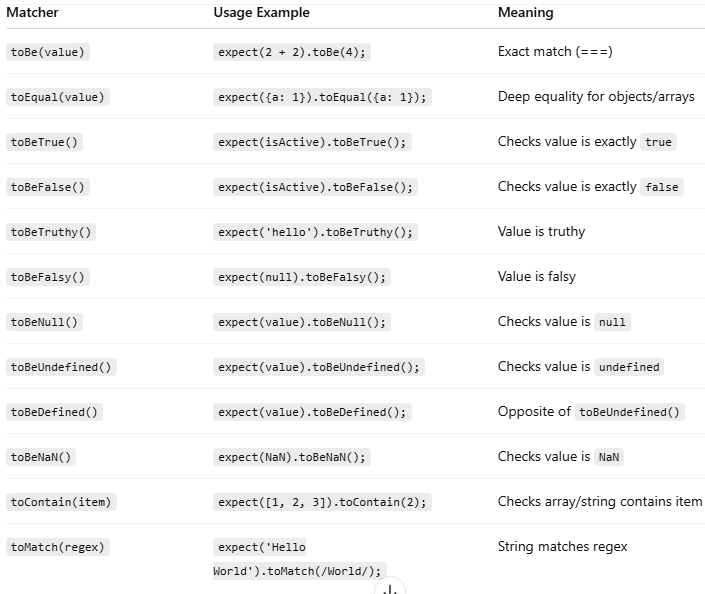 Matcher Usage Example Meaning
toBe(value) expect(2 + 2).toBe(4); Exact match (===)
toEqual(value) expect({a: 1}).toEqual({a: 1}); Deep equality for objects/arrays
toBeTrue() expect(isActive).toBeTrue(); Checks value is exactly true
toBeFalse() expect(isActive).toBeFalse(); Checks value is exactly false
toBeTruthy() expect('hello').toBeTruthy(); Value is truthy
toBeFalsy() expect(null).toBeFalsy(); Value is falsy
toBeNull() expect(value).toBeNull(); Checks value is null
toBeUndefined() expect(value).toBeUndefined(); Checks value is undefined
toBeDefined() expect(value).toBeDefined(); Opposite of toBeUndefined()
toBeNaN() expect(NaN).toBeNaN(); Checks value is NaN
toContain(item) expect([1, 2, 3]).toContain(2); Checks array/string contains item
toMatch(regex) expect('Hello String matches regex
World').toMatch(/World/);